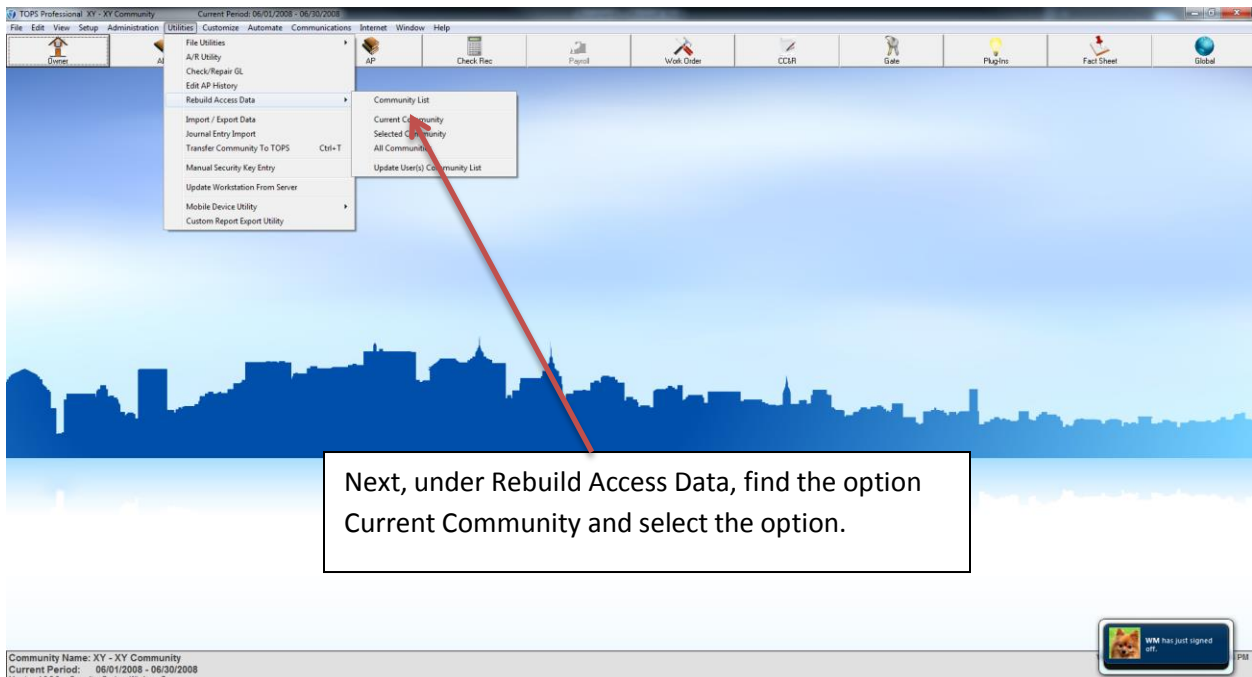 TOPS Professional XY - XY Community Current Period: 06/01/2008 - 06/30/2008
File Edit View Setup Administration Utilities Customize Automate Communications Internet Window Help
Owner AP Check Rec Payroll Work Order CC&R Gate Plug-Ins Fact Sheet Global
File Utilities
A/R Utility
Check/Repair GL
Edit AP History
Rebuild Access Data
Import / Export Data
Journal Entry Import
Transfer Community To TOPS Ctrl+T
Manual Security Key Entry
Update Workstation From Server
Mobile Device Utility
Custom Report Export Utility
Community List
Current Community
Selected Community
All Communities
Update User(s) Community List
Next, under Rebuild Access Data, find the option
Current Community and select the option.
WM has just signed
off.
PM
Community Name: XY - XY Community
Current Period: 06/01/2008 - 06/30/2008